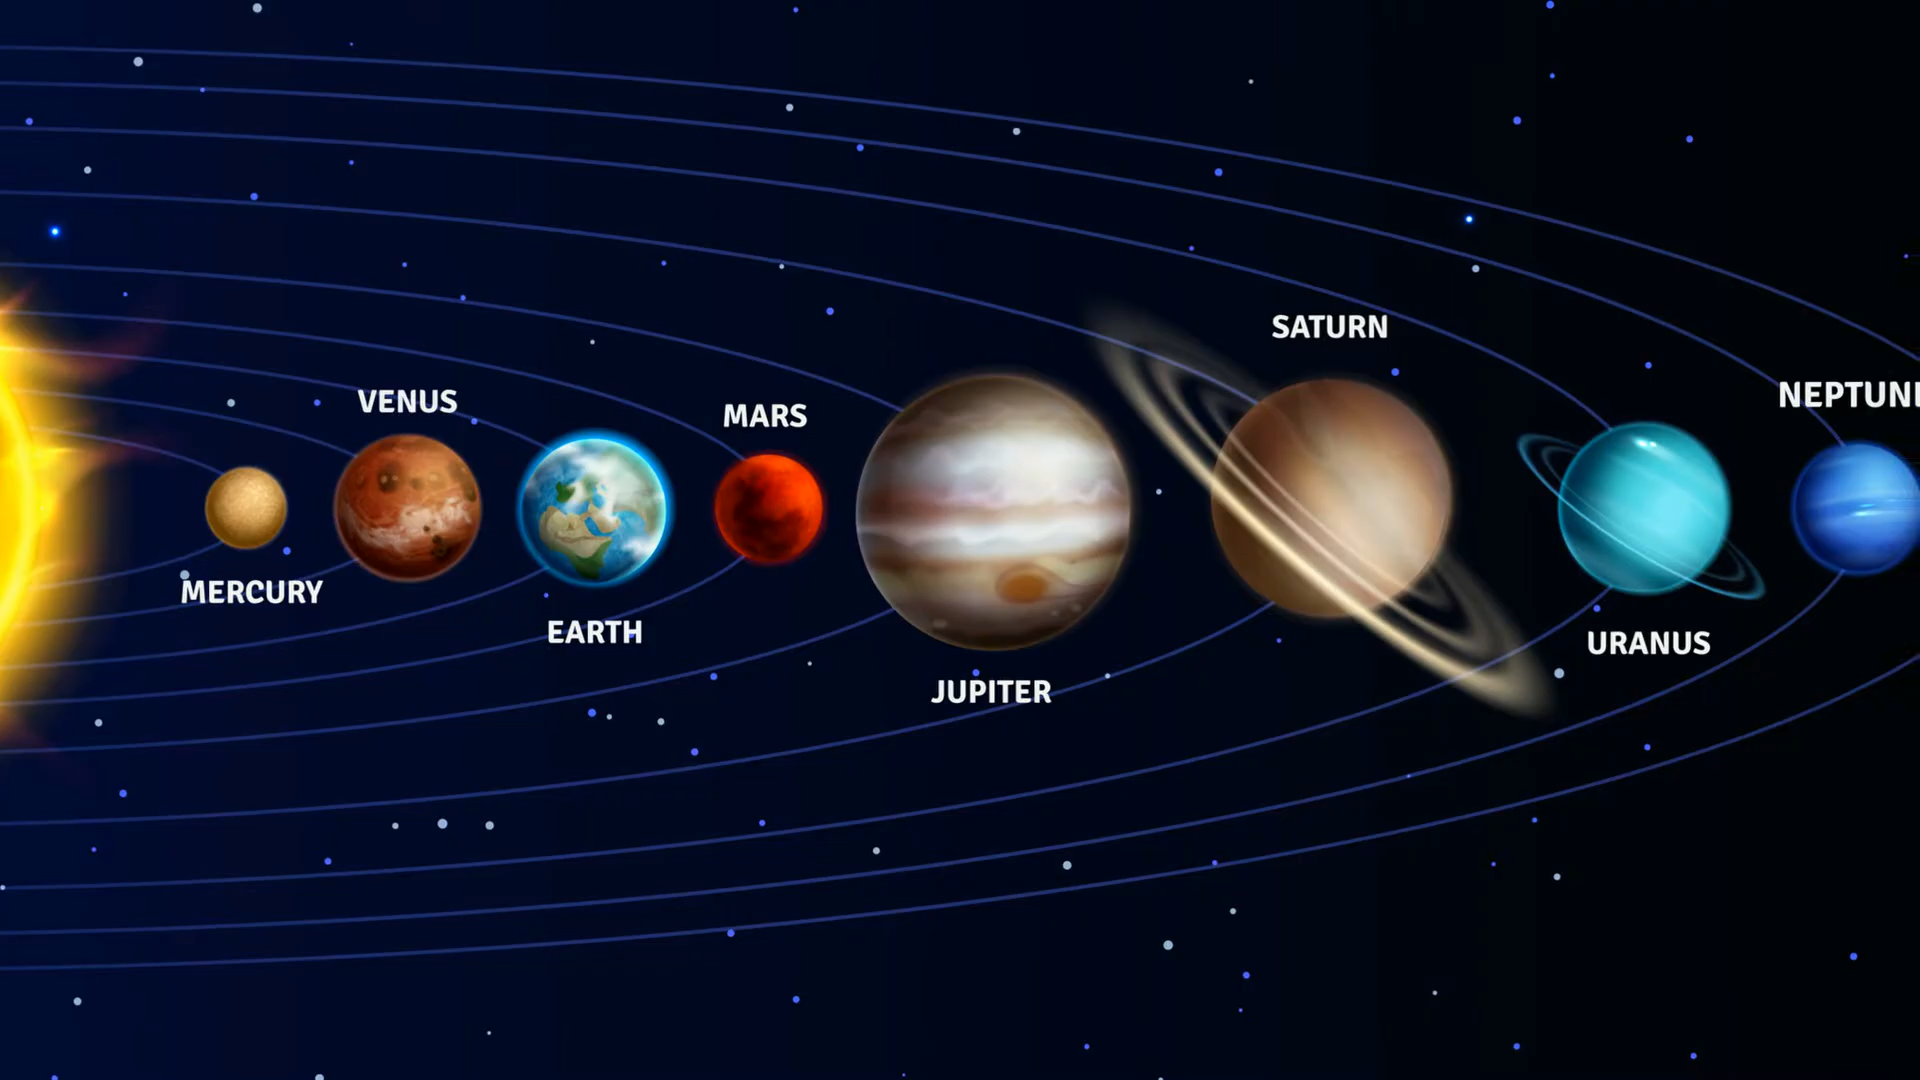 MERCURY
VENUS
EARTH
MARS
JUPITER
SATURN
URANUS
NEPTUN